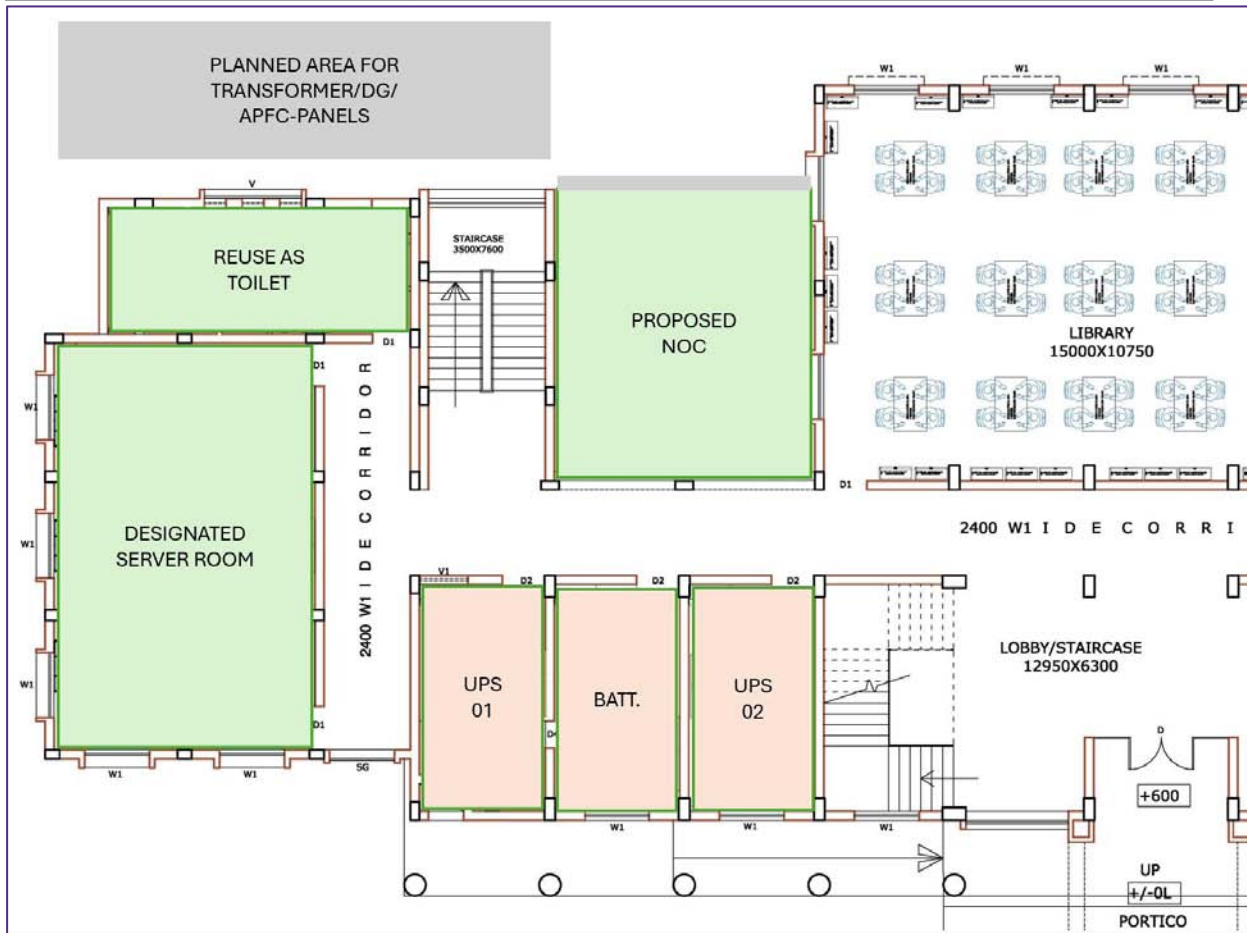 PLANNED AREA FOR
TRANSFORMER/DG/
APFC-PANELS
W1
W1
W1
V
REUSE AS
TOILET
STAIRCASE
3500X7600
PROPOSED
NOC
LIBRARY
15000X10750
D1
D1
W1
2400 W1 I D E C O R R I D O R
DESIGNATED
SERVER ROOM
D1
2400 W1 I D E C O R R I
W1
V1
D2
D2
D2
W1
UPS
01
BATT.
UPS
02
LOBBY/STAIRCASE
12950X6300
D1
D
W1
W1
SG
+600
W1
W1
W1
UP
+/-0L
PORTICO